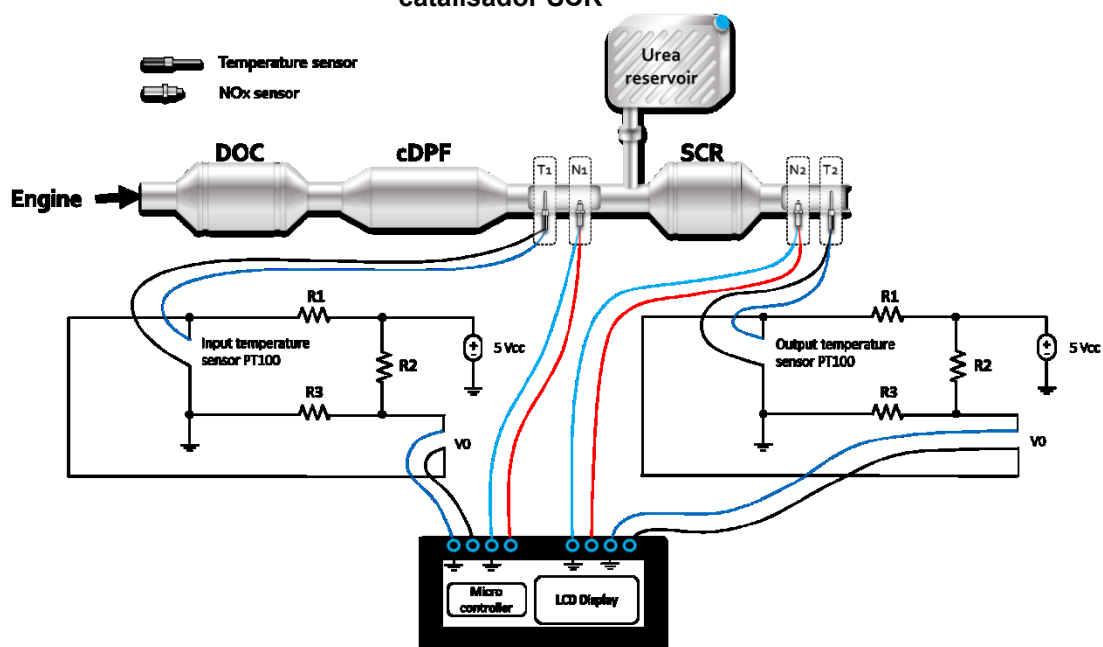 catalisador SCR
Urea
reservoir
Temperature sensor
NOx sensor
DOC
cDPF
SCR
T1
N1
N2
T2
Engine
R1
Input temperature
sensor PT100
R2
5 Vcc
R3
V0
R1
Output temperature
sensor PT100
R2
5 Vcc
R3
V0
Micro
controller
LCD Display